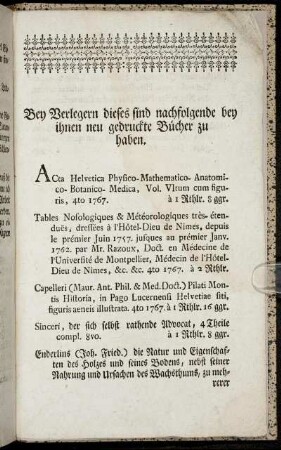 Bey Verlegern dieses sind nachfolgende bey
ihnen neu gedruckte Bücher zu
haben.
ACta Helvetica Physico-Mathematico-Anatomi-
co-Botanico-Medica, Vol. VItum cum figu-
ris, 4to 1767. à 1 Rthlr. 8 ggr.
Tables Nosologiques & Météorologiques très-éten-
duës, dressées à l'Hôtel-Dieu de Nimes, depuis
le prémier Juin 1757. jusques au prémier Janv.
1762. par Mr. RAZOUX, Doct. en Médecine de
l'Université de Montpellier, Médecin de l'Hôtel-
Dieu de Nimes, &c. &c. 4to 1767. à 2 Rthlr.
Capelleri (Maur. Ant. Phil. & Med. Doct.) Pilati Mon-
tis Historia, in Pago Lucernensi Helvetiae siti,
figuris aeneis illustrata. 4to 1767. à 1 Rthlr. 16 ggr.
Sinceri, der sich selbst rathende Advocat, 4 Theile
compl. 8vo. à 1 Rthlr. 8 ggr.
Enderlins (Joh. Fried.) die Natur und Eigenschaf-
ten des Holzes und seines Bodens, nebst seiner
Nahrung und Ursachen des Wachsthums, zu meh-
rerer